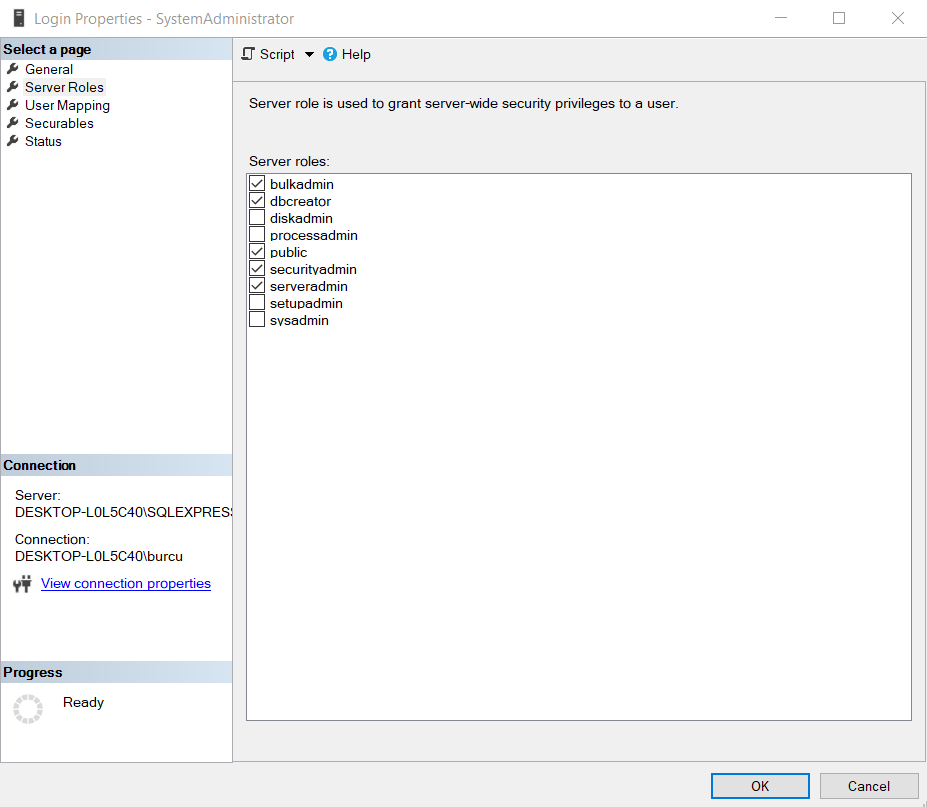 Login Properties - SystemAdministrator
Select a page
General
Server Roles
User Mapping
Securables
Status
Script
Help
Server role is used to grant server-wide security privileges to a user.
Server roles:
bulkadmin
dbcreator
diskadmin
processadmin
public
securityadmin
serveradmin
setupadmin
sysadmin
Connection
Server:
DESKTOP-L0L5C40\SQLEXPRES
Connection:
DESKTOP-L0L5C40\burcu
View connection properties
Progress
Ready
OK
Cancel